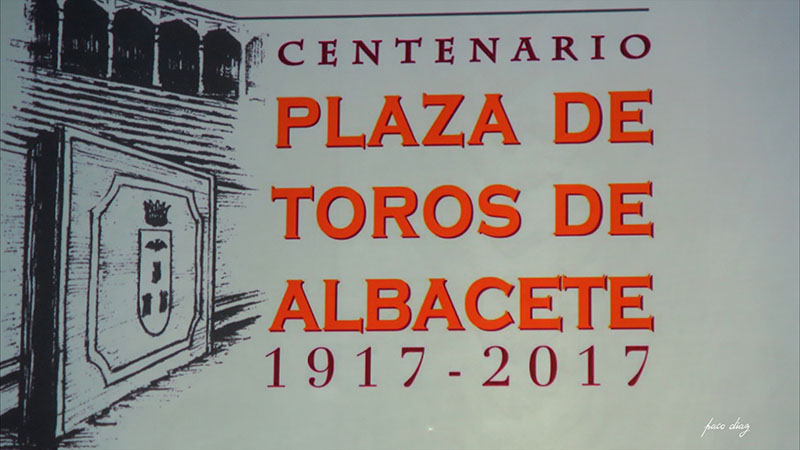 CENTENARIO
PLAZA DE
TOROS DE
ALBACETE
1917-2017
paco diaz